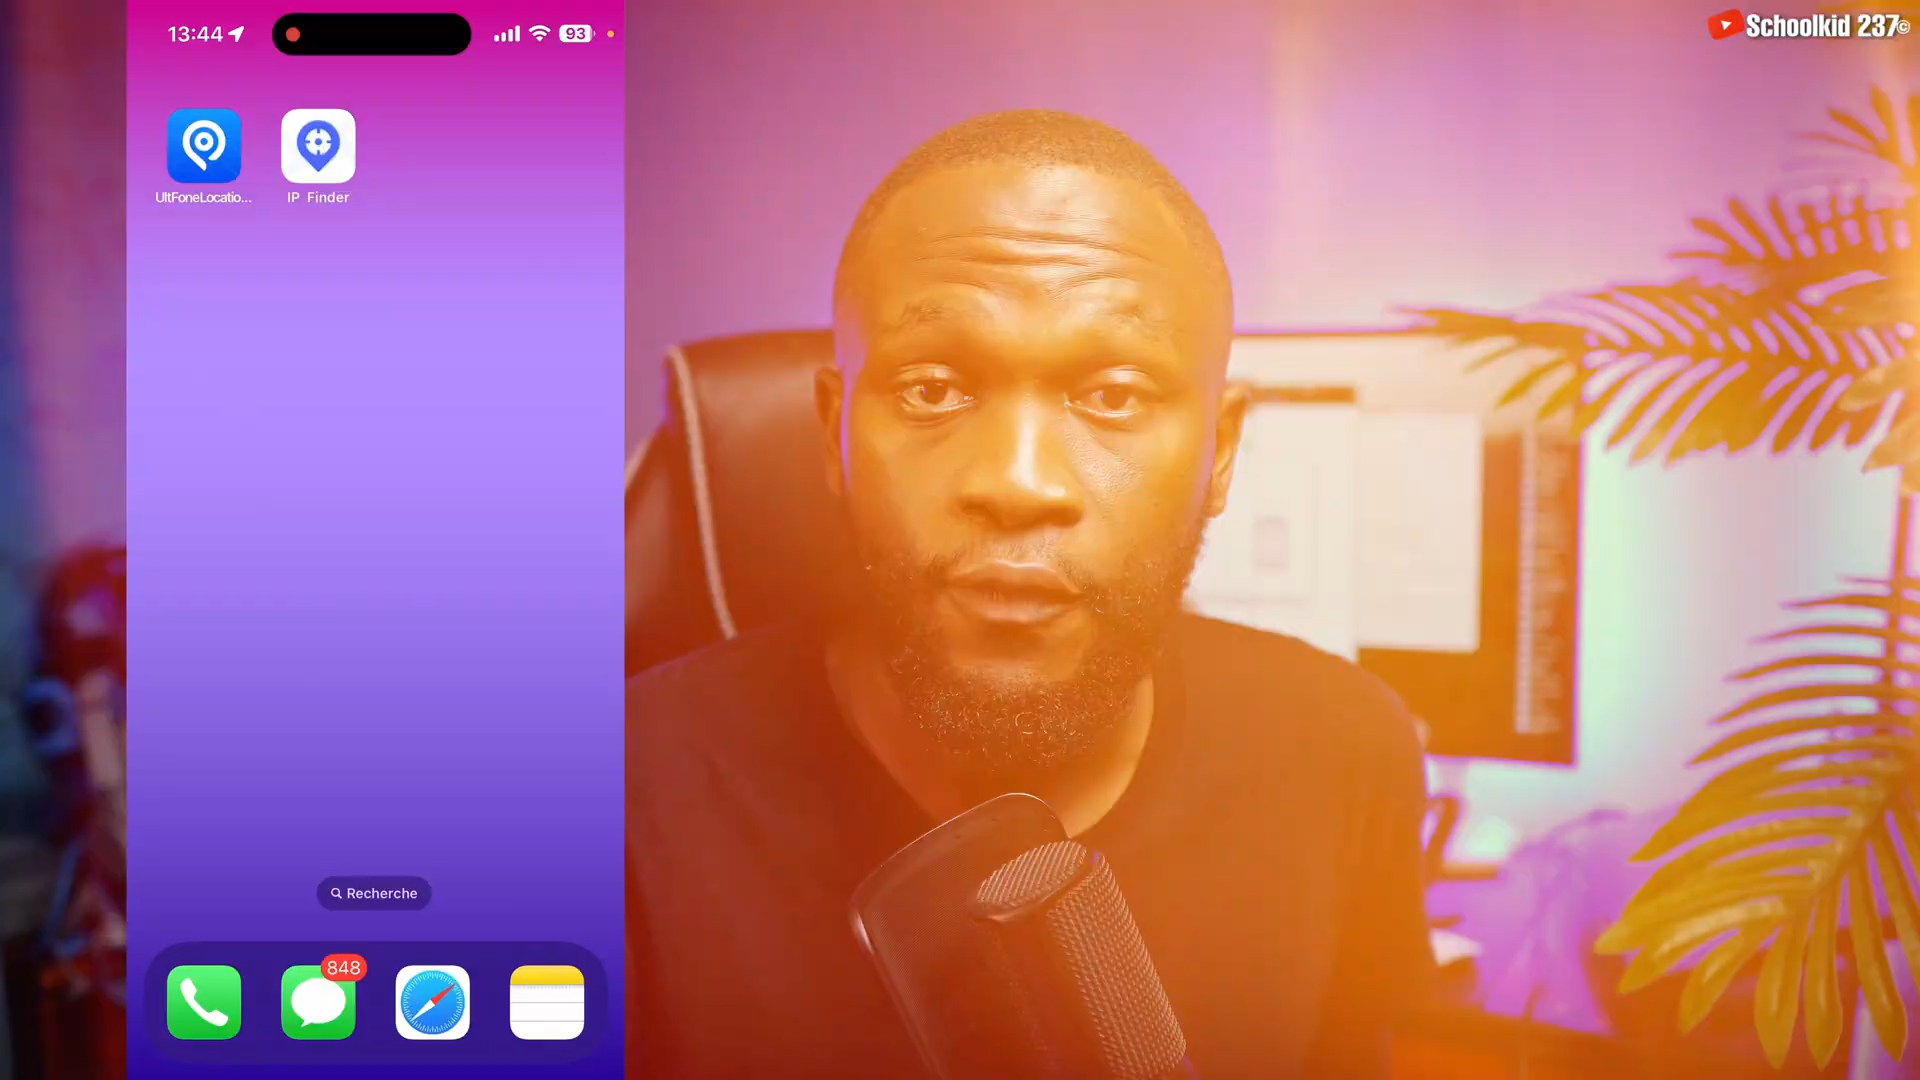 13:44
93
Schoolkid 237©
UltFoneLocatio...
IP Finder
Recherche
848